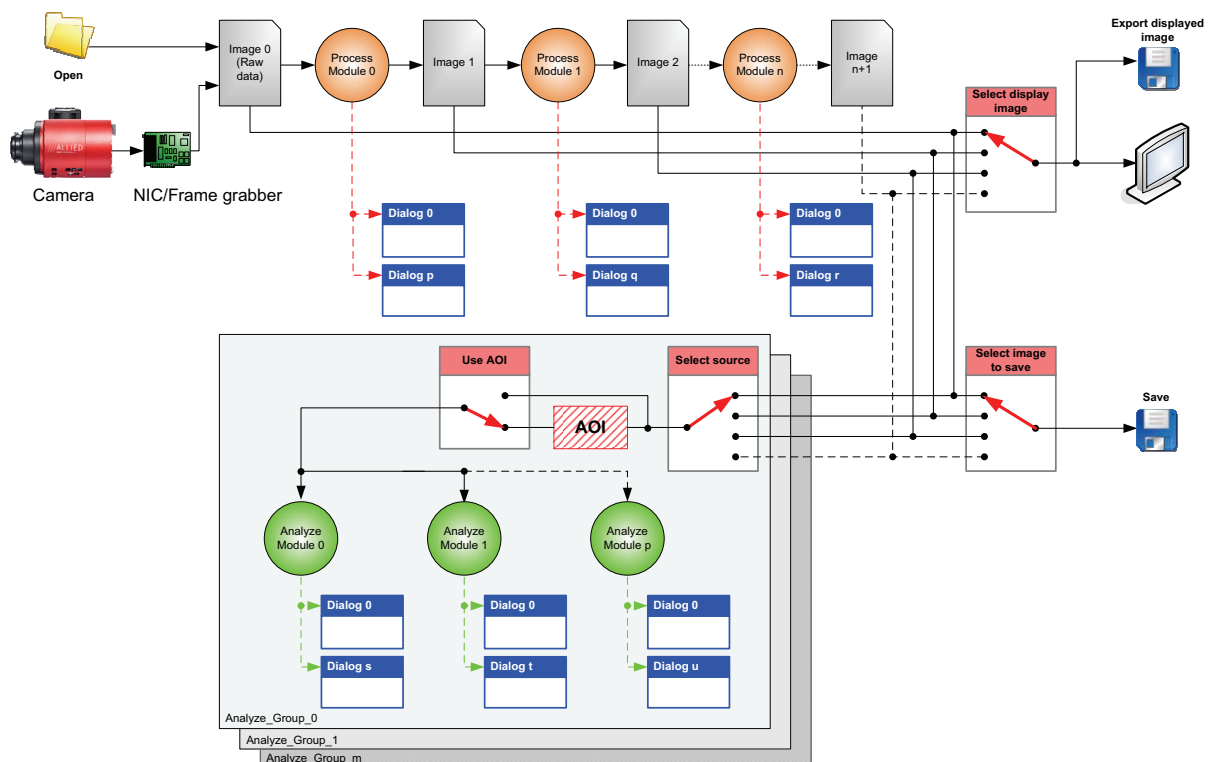 Open
Image 0
(Raw
data)
Process
Module 0
Image 1
Process
Module 1
Image 2
Process
Module n
Image
n+1
Export displayed
image
Select display
image
ALLIED
Camera
NIC/Frame grabber
Dialog 0
Dialog p
Dialog 0
Dialog q
Dialog 0
Dialog r
Use AOI
Select source
Select image
to save
AOI
Save
Analyze
Module 0
Analyze
Module 1
Analyze
Module p
Dialog 0
Dialog s
Dialog 0
Dialog t
Dialog 0
Dialog u
Analyze_Group_0
Analyze_Group_1
Analyze_Group_m